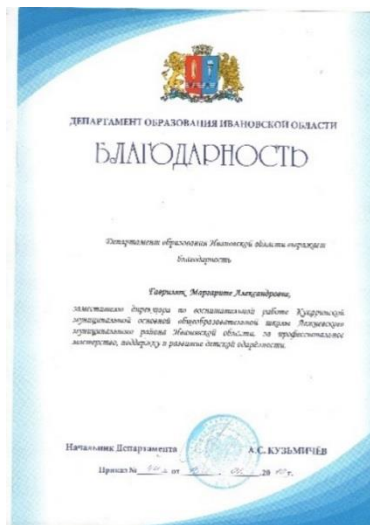 ДЕПАРТАМЕНТ ОБРАЗОВАНИЯ ИВАНОВСКОЙ ОБЛАСТИ
БЛАГОДАРНОСТЬ
Департамент образования Ивановской области выражает
благодарность
Гаврилюк Маргарите Александровне,
заместителю директора по воспитательной работе
муниципальной основной общеобразовательной школы Лежневского
муниципального района Ивановской области, за профессиональное
мастерство, поддержку и развитие детской одарённости.
Начальник Департамента
А.С. КУЗЬМИЧЁВ
Приказ № от 20 г.